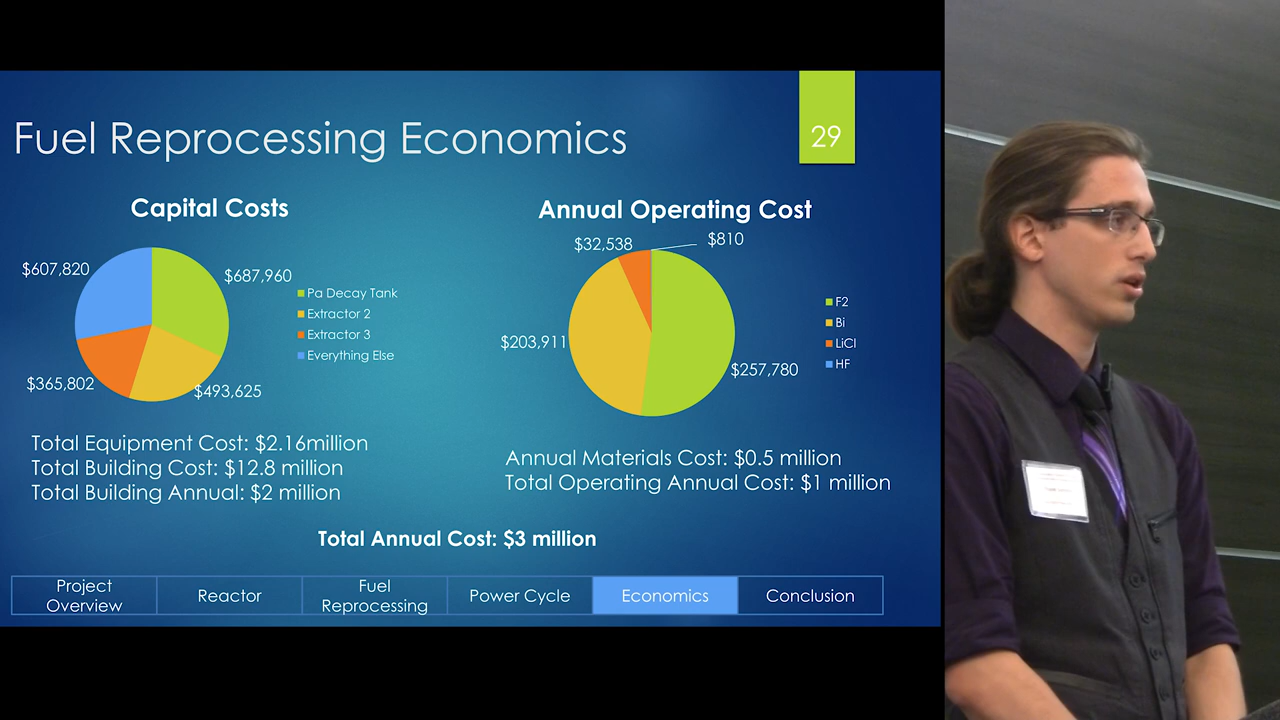 Fuel Reprocessing Economics
29
Capital Costs
$607,820
$687,960
$365,802
$493,625
Pa Decay Tank
Extractor 2
Extractor 3
Everything Else
Annual Operating Cost
$32,538
$810
$203,911
$257,780
F2
Bi
LiCl
HF
Total Equipment Cost: $2.16million
Total Building Cost: $12.8 million
Total Building Annual: $2 million
Annual Materials Cost: $0.5 million
Total Operating Annual Cost: $1 million
Total Annual Cost: $3 million
Project
Overview
Reactor
Fuel
Reprocessing
Power Cycle
Economics
Conclusion